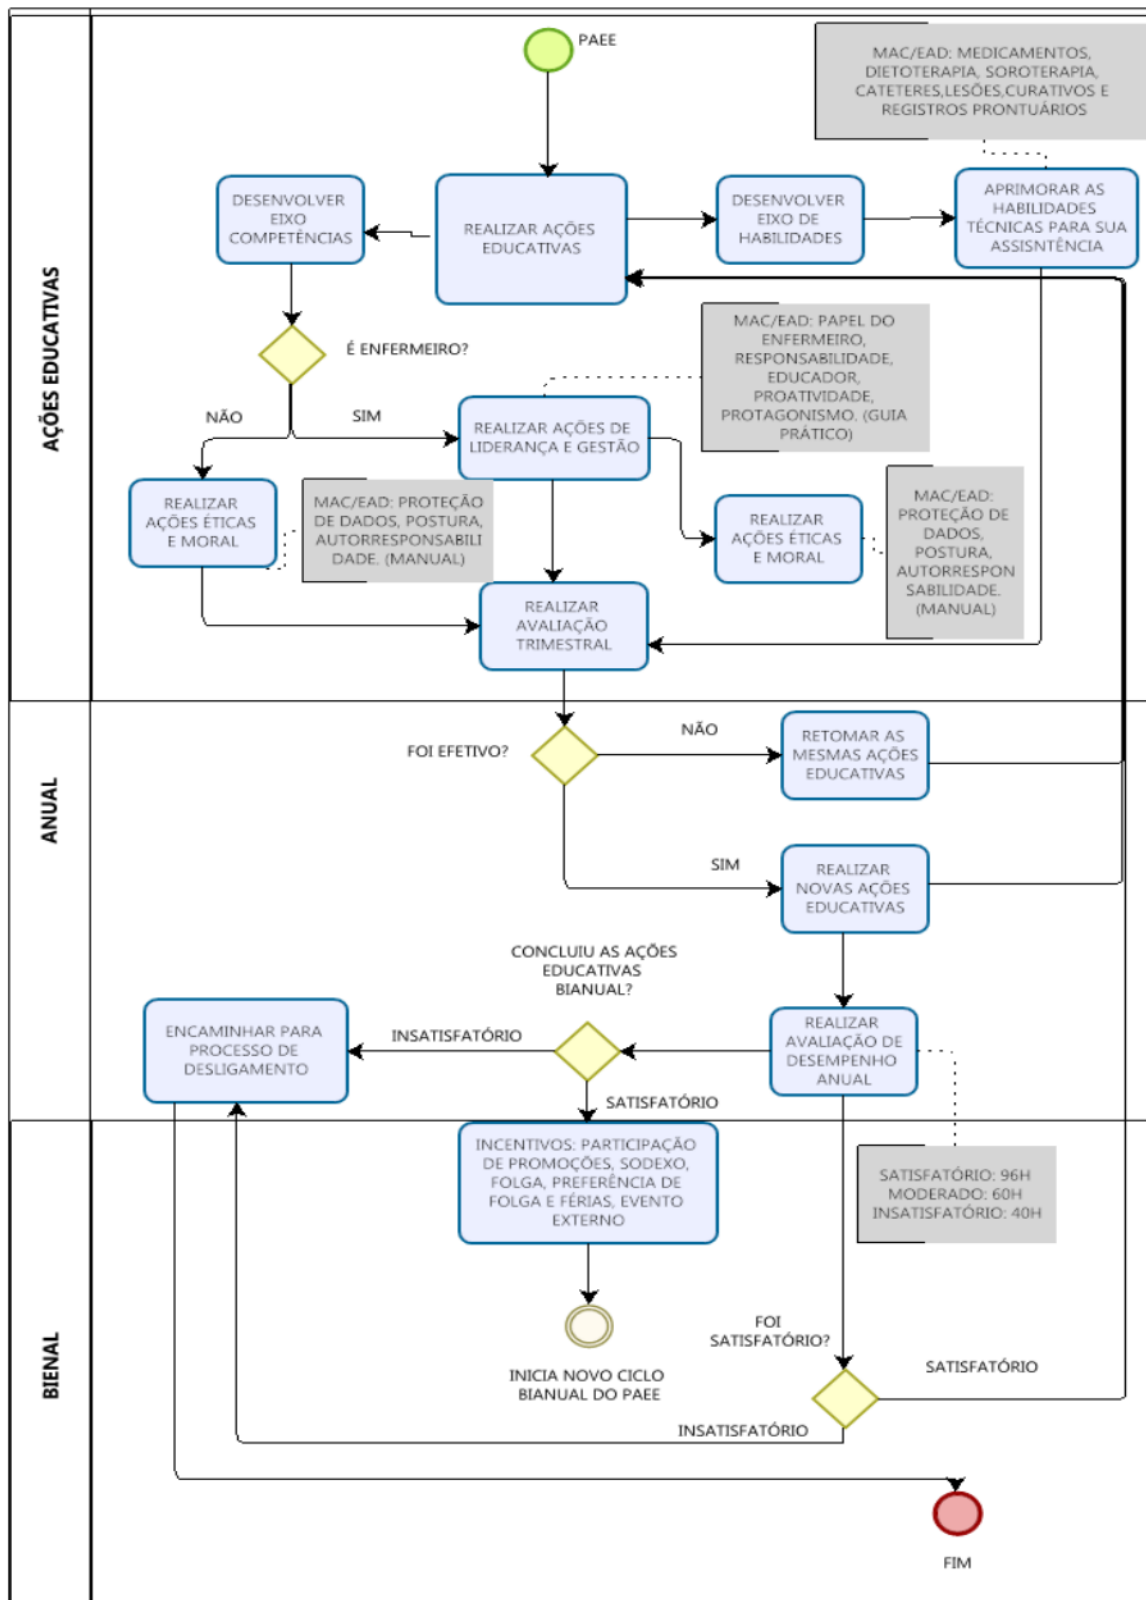 PAEE
MAC/EAD: MEDICAMENTOS,
DIETOTERAPIA, SOROTERAPIA,
CATETERES,LESÕES,CURATIVOS E
REGISTROS PRONTUÁRIOS
DESENVOLVER
EIXO
COMPETÊNCIAS
REALIZAR AÇÕES
EDUCATIVAS
DESENVOLVER
EIXO DE
HABILIDADES
APRIMORAR AS
HABILIDADES
TÉCNICAS PARA SUA
ASSISNTÊNCIA
AÇÕES EDUCATIVAS
É ENFERMEIRO?
MAC/EAD: PAPEL DO
ENFERMEIRO,
RESPONSABILIDADE,
EDUCADOR,
PROATIVIDADE,
PROTAGONISMO. (GUIA
PRÁTICO)
NÃO
SIM
REALIZAR AÇÕES DE
LIDERANÇA E GESTÃO
REALIZAR
AÇÕES ÉTICAS
E MORAL
MAC/EAD: PROTEÇÃO
DE DADOS, POSTURA,
AUTORRESPONSABILI
DADE. (MANUAL)
REALIZAR
AÇÕES ÉTICAS
E MORAL
MAC/EAD:
PROTEÇÃO DE
DADOS,
POSTURA,
AUTORRESPON
SABILIDADE.
(MANUAL)
REALIZAR
AVALIAÇÃO
TRIMESTRAL
ANUAL
FOI EFETIVO?
NÃO
RETOMAR AS
MESMAS AÇÕES
EDUCATIVAS
SIM
REALIZAR
NOVAS AÇÕES
EDUCATIVAS
CONCLUIU AS AÇÕES
EDUCATIVAS
BIANUAL?
ENCAMINHAR PARA
PROCESSO DE
DESLIGAMENTO
INSATISFATÓRIO
REALIZAR
AVALIAÇÃO DE
DESEMPENHO
ANUAL
SATISFATÓRIO
BIENAL
INCENTIVOS: PARTICIPAÇÃO
DE PROMOÇÕES, SODEXO,
FOLGA, PREFERÊNCIA DE
FOLGA E FÉRIAS, EVENTO
EXTERNO
SATISFATÓRIO: 96H
MODERADO: 60H
INSATISFATÓRIO: 40H
INICIA NOVO CICLO
BIANUAL DO PAEE
FOI
SATISFATÓRIO?
SATISFATÓRIO
INSATISFATÓRIO
FIM